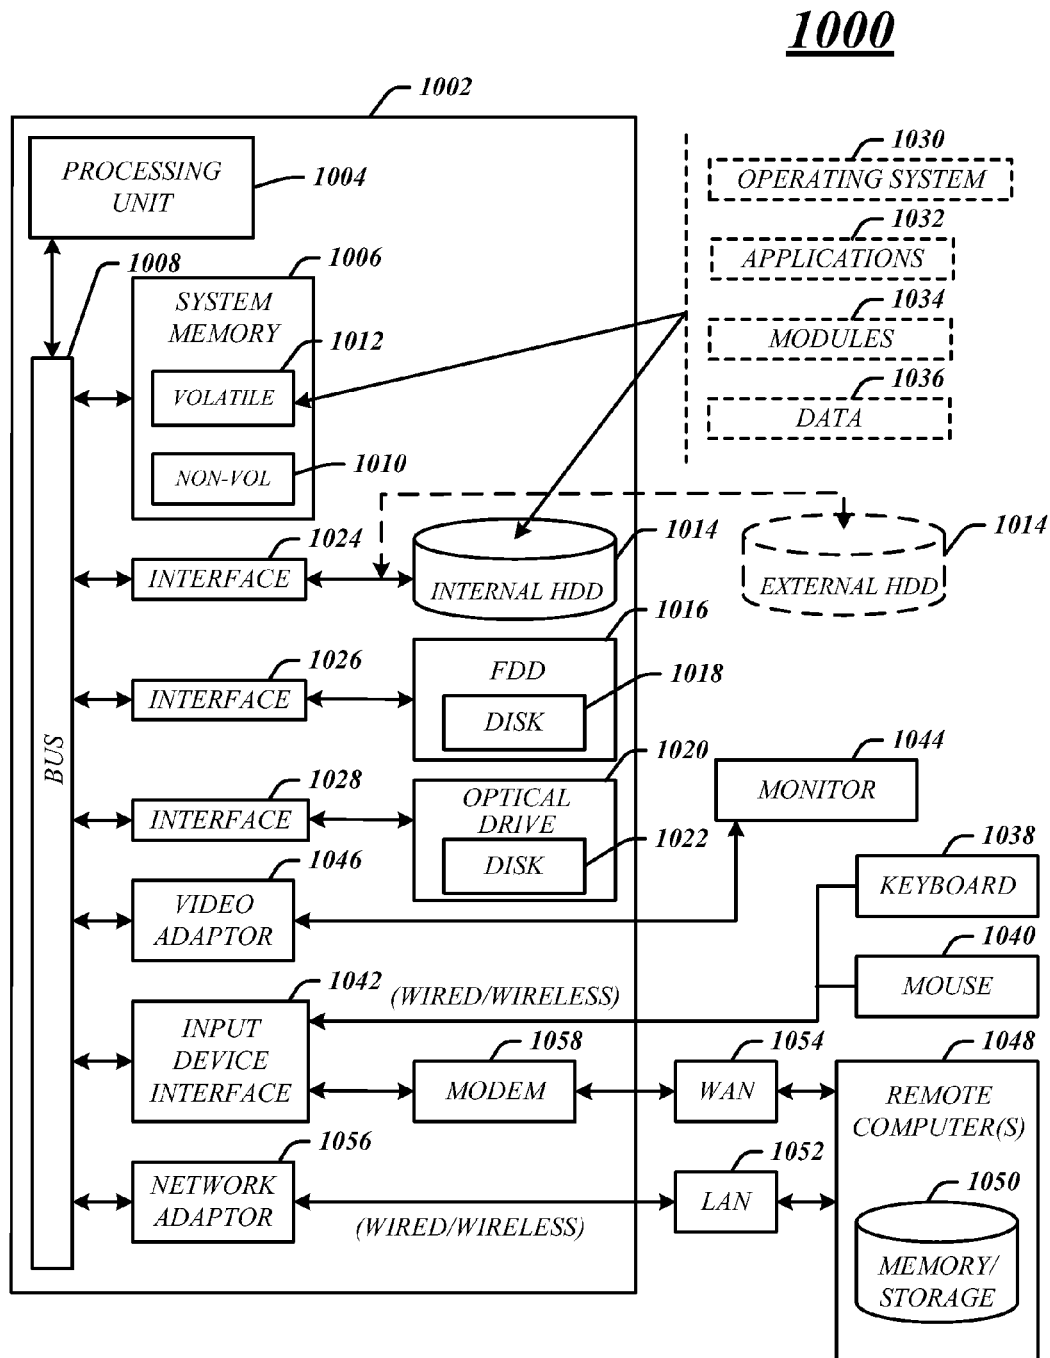 1000
1002
PROCESSING
UNIT
1004
1008
1006
SYSTEM
MEMORY
1012
VOLATILE
1010
NON-VOL
1030
OPERATING SYSTEM
1032
APPLICATIONS
1034
MODULES
1036
DATA
1024
INTERFACE
1014
INTERNAL HDD
1014
EXTERNAL HDD
1026
INTERFACE
1016
FDD
1018
DISK
BUS
1028
INTERFACE
1020
OPTICAL
DRIVE
1022
DISK
1044
MONITOR
1046
VIDEO
ADAPTOR
1038
KEYBOARD
1040
MOUSE
1042
INPUT
DEVICE
INTERFACE
(WIRED/WIRELESS)
1058
MODEM
1054
WAN
1048
REMOTE
COMPUTER(S)
1056
NETWORK
ADAPTOR
(WIRED/WIRELESS)
1052
LAN
1050
MEMORY/
STORAGE